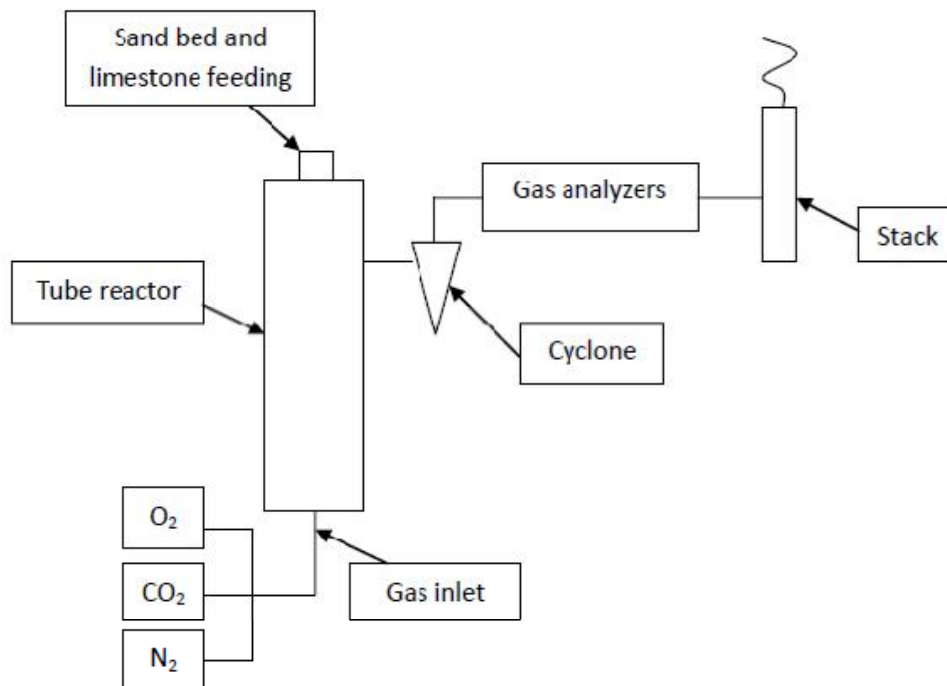 Sand bed and
limestone feeding
Gas analyzers
Stack
Tube reactor
Cyclone
O₂
CO₂
Gas inlet
N₂